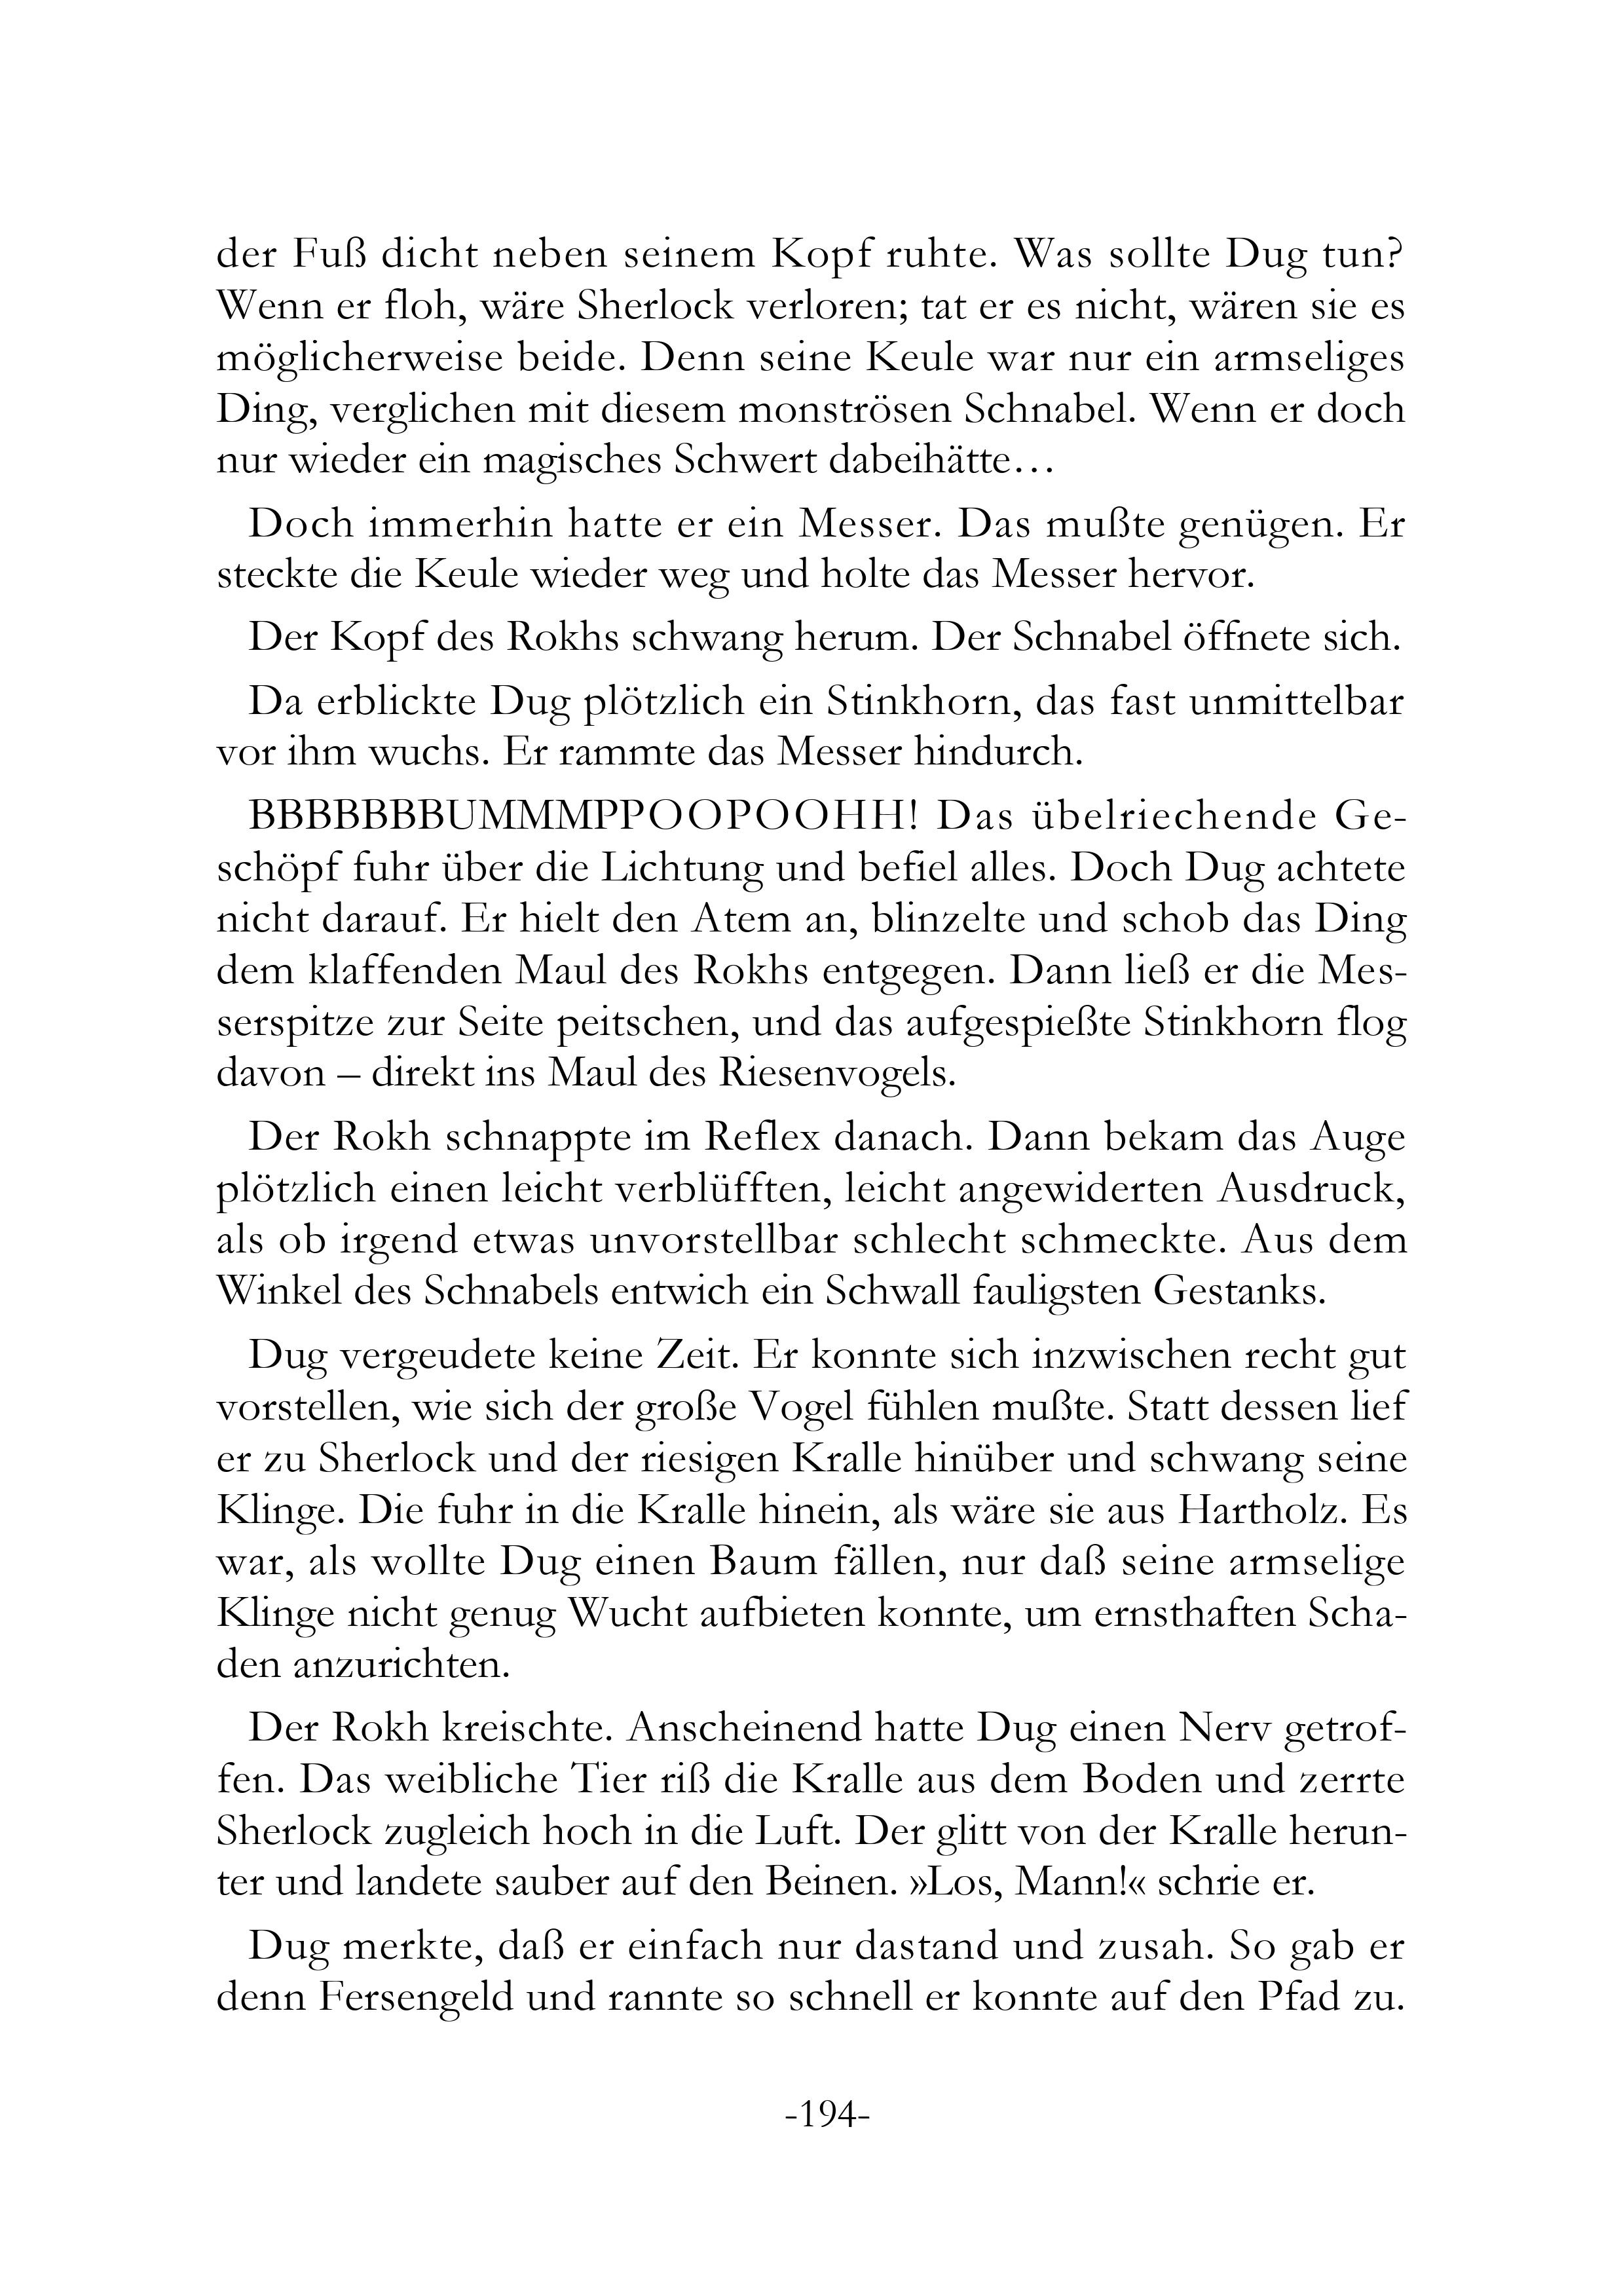 der Fuß dicht neben seinem Kopf ruhte. Was sollte Dug tun?
Wenn er floh, wäre Sherlock verloren; tat er es nicht, wären sie es
möglicherweise beide. Denn seine Keule war nur ein armseliges
Ding, verglichen mit diesem monströsen Schnabel. Wenn er doch
nur wieder ein magisches Schwert dabeihätte…
Doch immerhin hatte er ein Messer. Das mußte genügen. Er
steckte die Keule wieder weg und holte das Messer hervor.
Der Kopf des Rokhs schwang herum. Der Schnabel öffnete sich.
Da erblickte Dug plötzlich ein Stinkhorn, das fast unmittelbar
vor ihm wuchs. Er rammte das Messer hindurch.
BBBBBBBUMMMPPOOPOOHH! Das übelriechende Ge-
schöpf fuhr über die Lichtung und befiel alles. Doch Dug achtete
nicht darauf. Er hielt den Atem an, blinzelte und schob das Ding
dem klaffenden Maul des Rokhs entgegen. Dann ließ er die Mes-
serspitze zur Seite peitschen, und das aufgespießte Stinkhorn flog
davon – direkt ins Maul des Riesenvogels.
Der Rokh schnappte im Reflex danach. Dann bekam das Auge
plötzlich einen leicht verblüfften, leicht angewiderten Ausdruck,
als ob irgend etwas unvorstellbar schlecht schmeckte. Aus dem
Winkel des Schnabels entwich ein Schwall fauligsten Gestanks.
Dug vergeudete keine Zeit. Er konnte sich inzwischen recht gut
vorstellen, wie sich der große Vogel fühlen mußte. Statt dessen lief
er zu Sherlock und der riesigen Kralle hinüber und schwang seine
Klinge. Die fuhr in die Kralle hinein, als wäre sie aus Hartholz. Es
war, als wollte Dug einen Baum fällen, nur daß seine armselige
Klinge nicht genug Wucht aufbieten konnte, um ernsthaften Scha-
den anzurichten.
Der Rokh kreischte. Anscheinend hatte Dug einen Nerv getrof-
fen. Das weibliche Tier riß die Kralle aus dem Boden und zerrte
Sherlock zugleich hoch in die Luft. Der glitt von der Kralle herun-
ter und landete sauber auf den Beinen. »Los, Mann!« schrie er.
Dug merkte, daß er einfach nur dastand und zusah. So gab er
denn Fersengeld und rannte so schnell er konnte auf den Pfad zu.
-194-